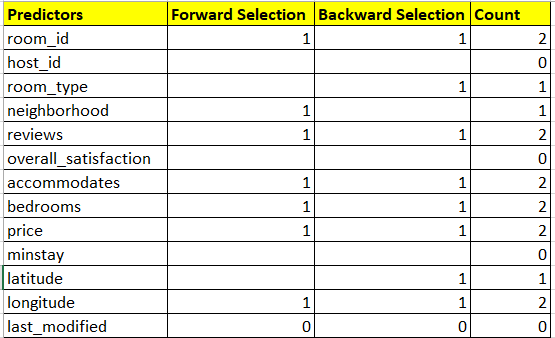 Predictors Forward Selection Backward Selection Count
room_id 1 1 2
host_id 0
room_type 1 1
neighborhood 1 1
reviews 1 1 2
overall_satisfaction 0
accommodates 1 1 2
bedrooms 1 1 2
price 1 1 2
minstay 0
latitude 1 1
longitude 1 1 2
last_modified 0 0 0